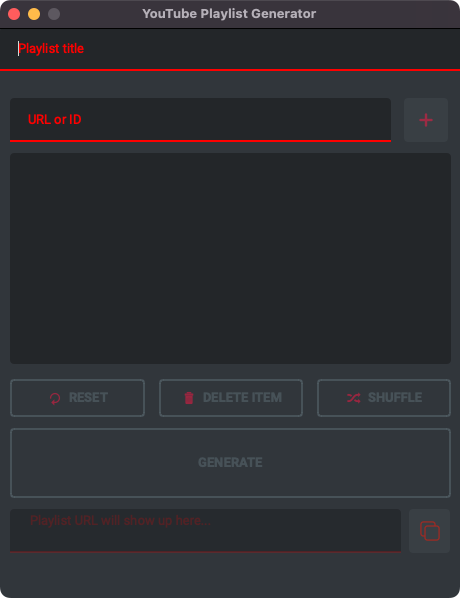 YouTube Playlist Generator
Playlist title
URL or ID
+
RESET
DELETE ITEM
SHUFFLE
GENERATE
Playlist URL will show up here...